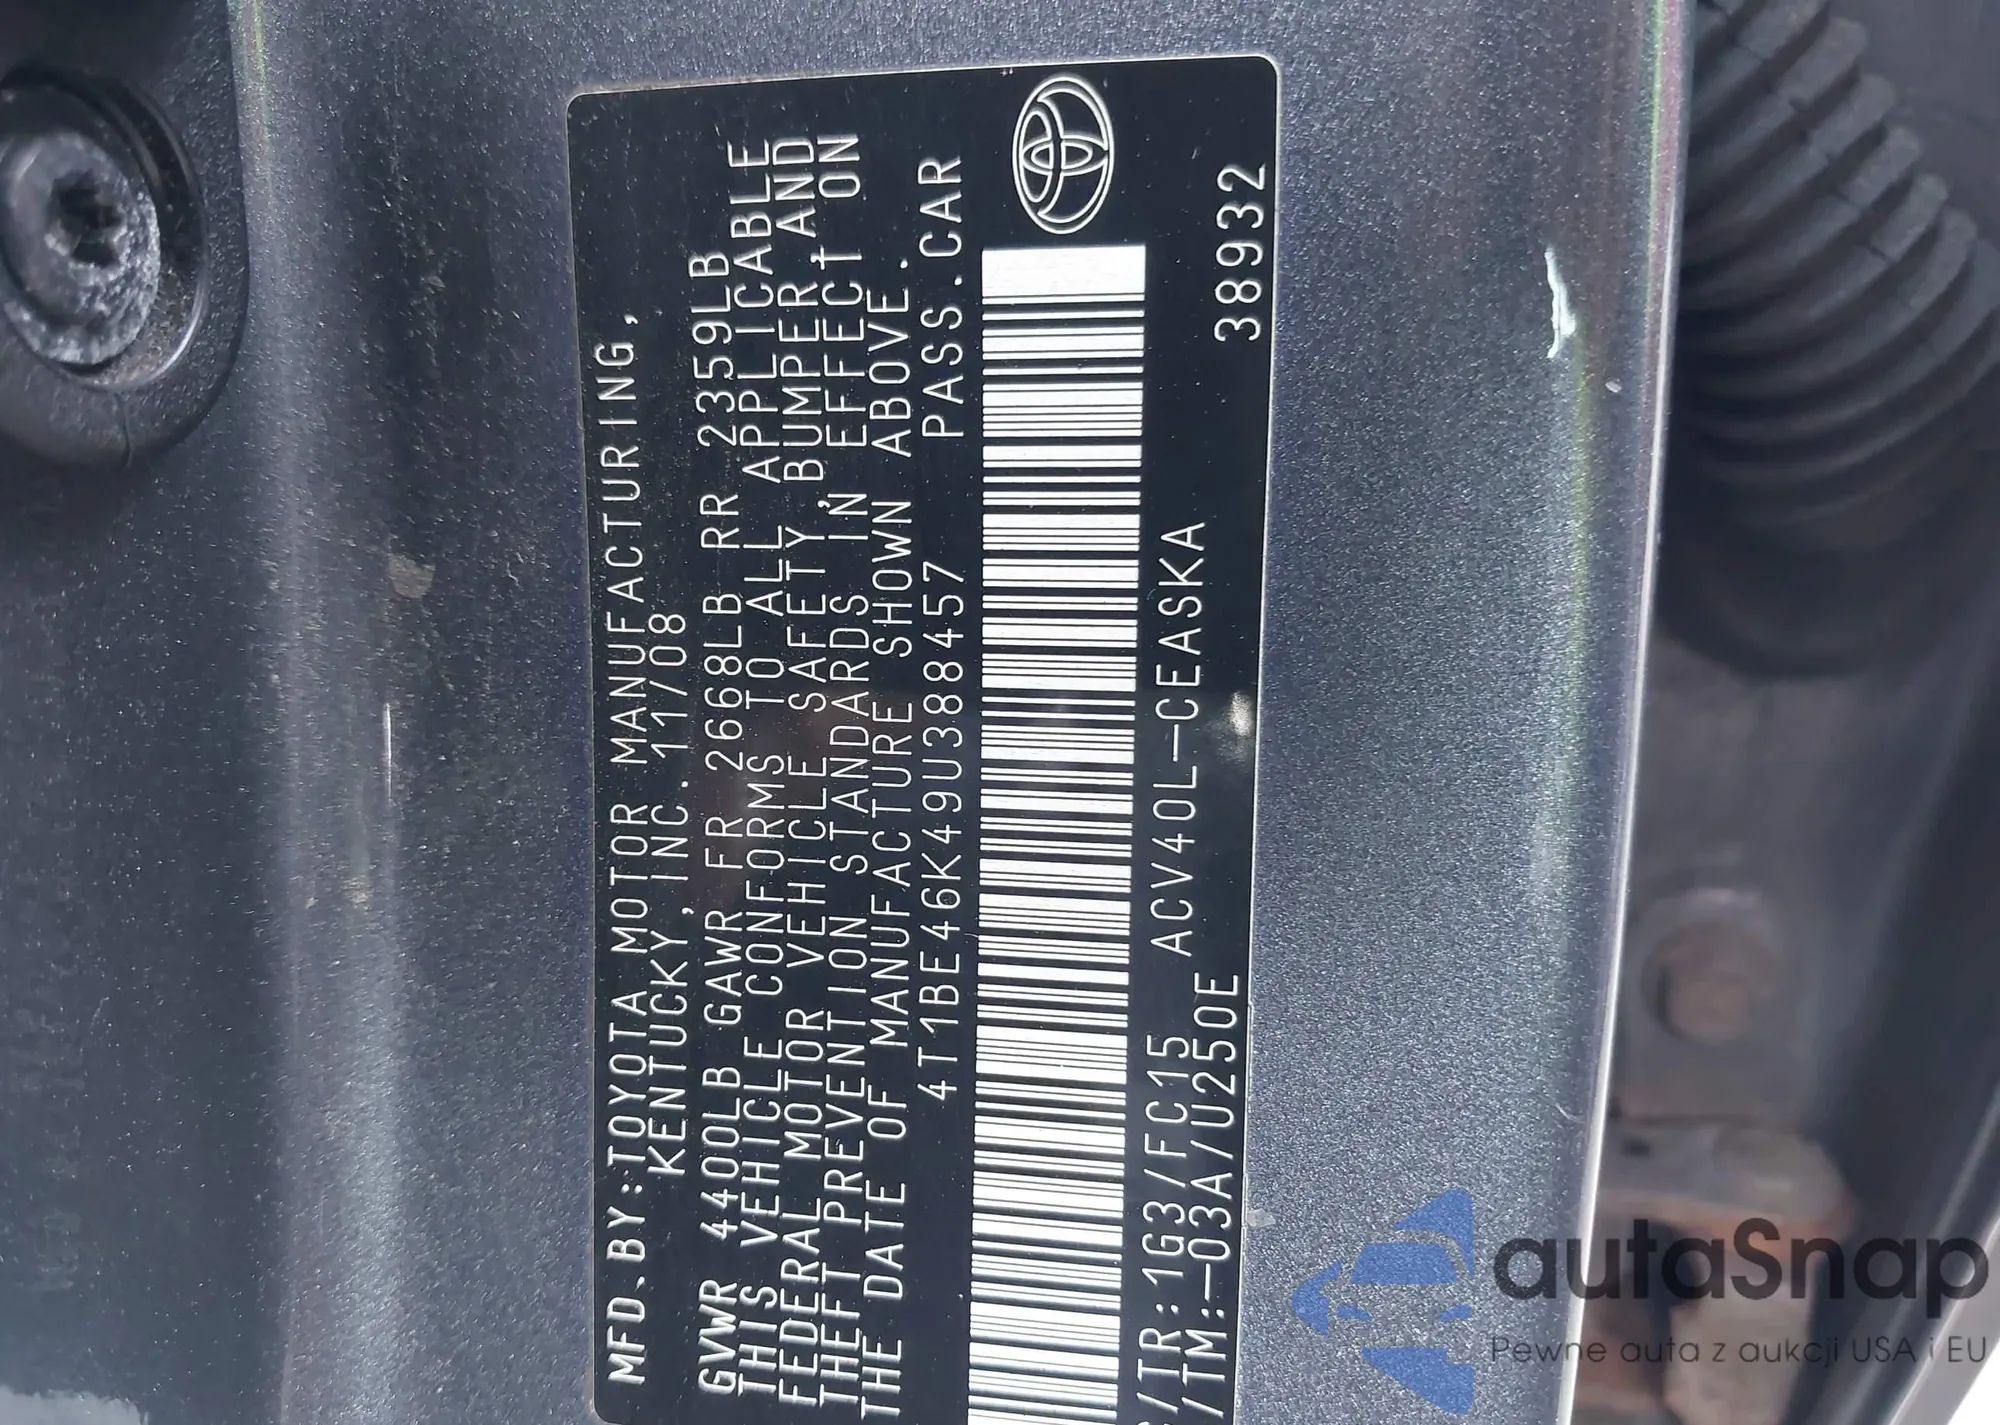 MFD.BY:TOYOTA MOTOR MANUFACTURING,
KENTUCKY, INC. 11/08
GVWR 4400LB GAWR FR 2668LB RR 2359LB
THIS VEHICLE CONFORMS TO ALL APPLICABLE
FEDERAL MOTOR VEHICLE SAFETY, BUMPER, AND
THEFT PREVENTION STANDARDS IN EFFECT ON
THE DATE OF MANUFACTURE SHOWN ABOVE.
4T1BE46K49U388457 PASS.CAR
/TR:1G3/FC15 ACV40L-CEASKA
/TM:-03A/U250E 38932
autoSnap
Pewne auta z aukcji USA i EU